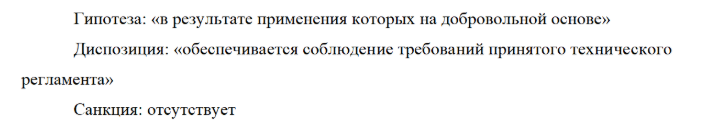 Гипотеза: «в результате применения которых на добровольной основе»
Диспозиция: «обеспечивается соблюдение требований принятого технического
регламента»
Санкция: отсутствует